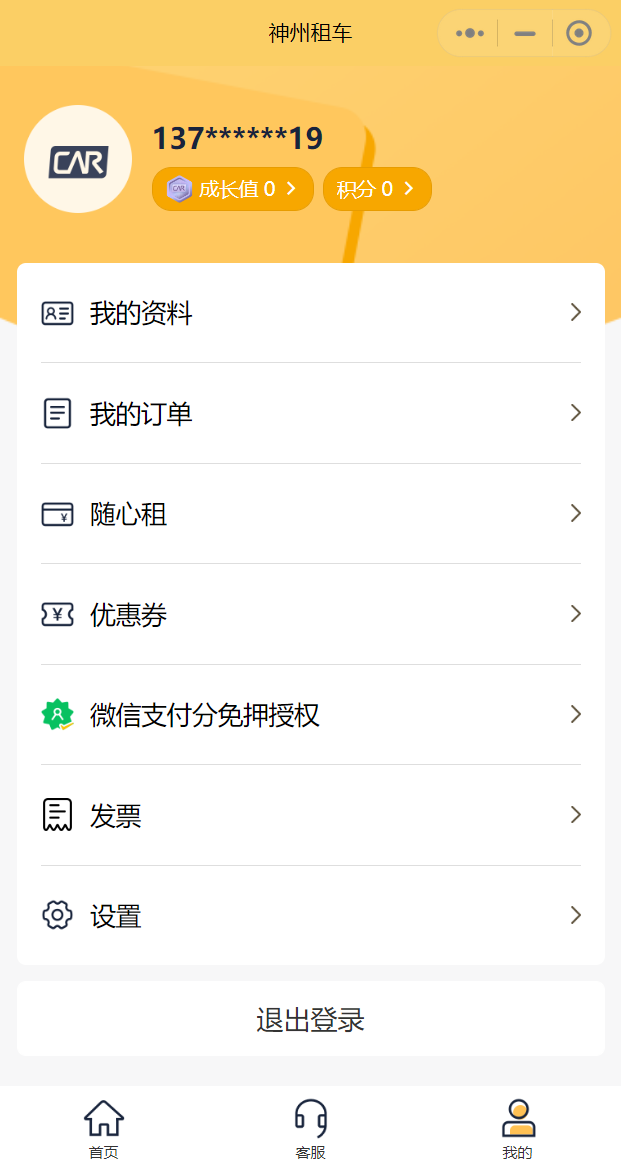 神州租车
CAR
137******19
成长值 0
积分 0
我的资料
我的订单
随心租
优惠券
微信支付分免押授权
发票
设置
退出登录
首页
客服
我的